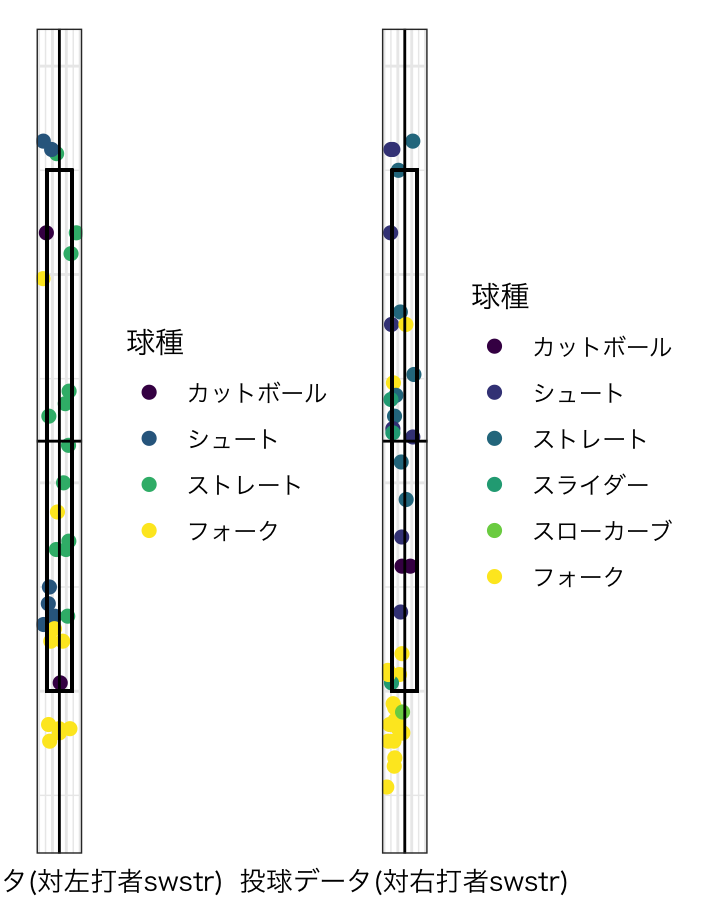 球種
カットボール
シュート
ストレート
フォーク
球種
カットボール
シュート
ストレート
スライダー
スローカーブ
フォーク
タ(対左打者swstr)
投球データ(対右打者swstr)